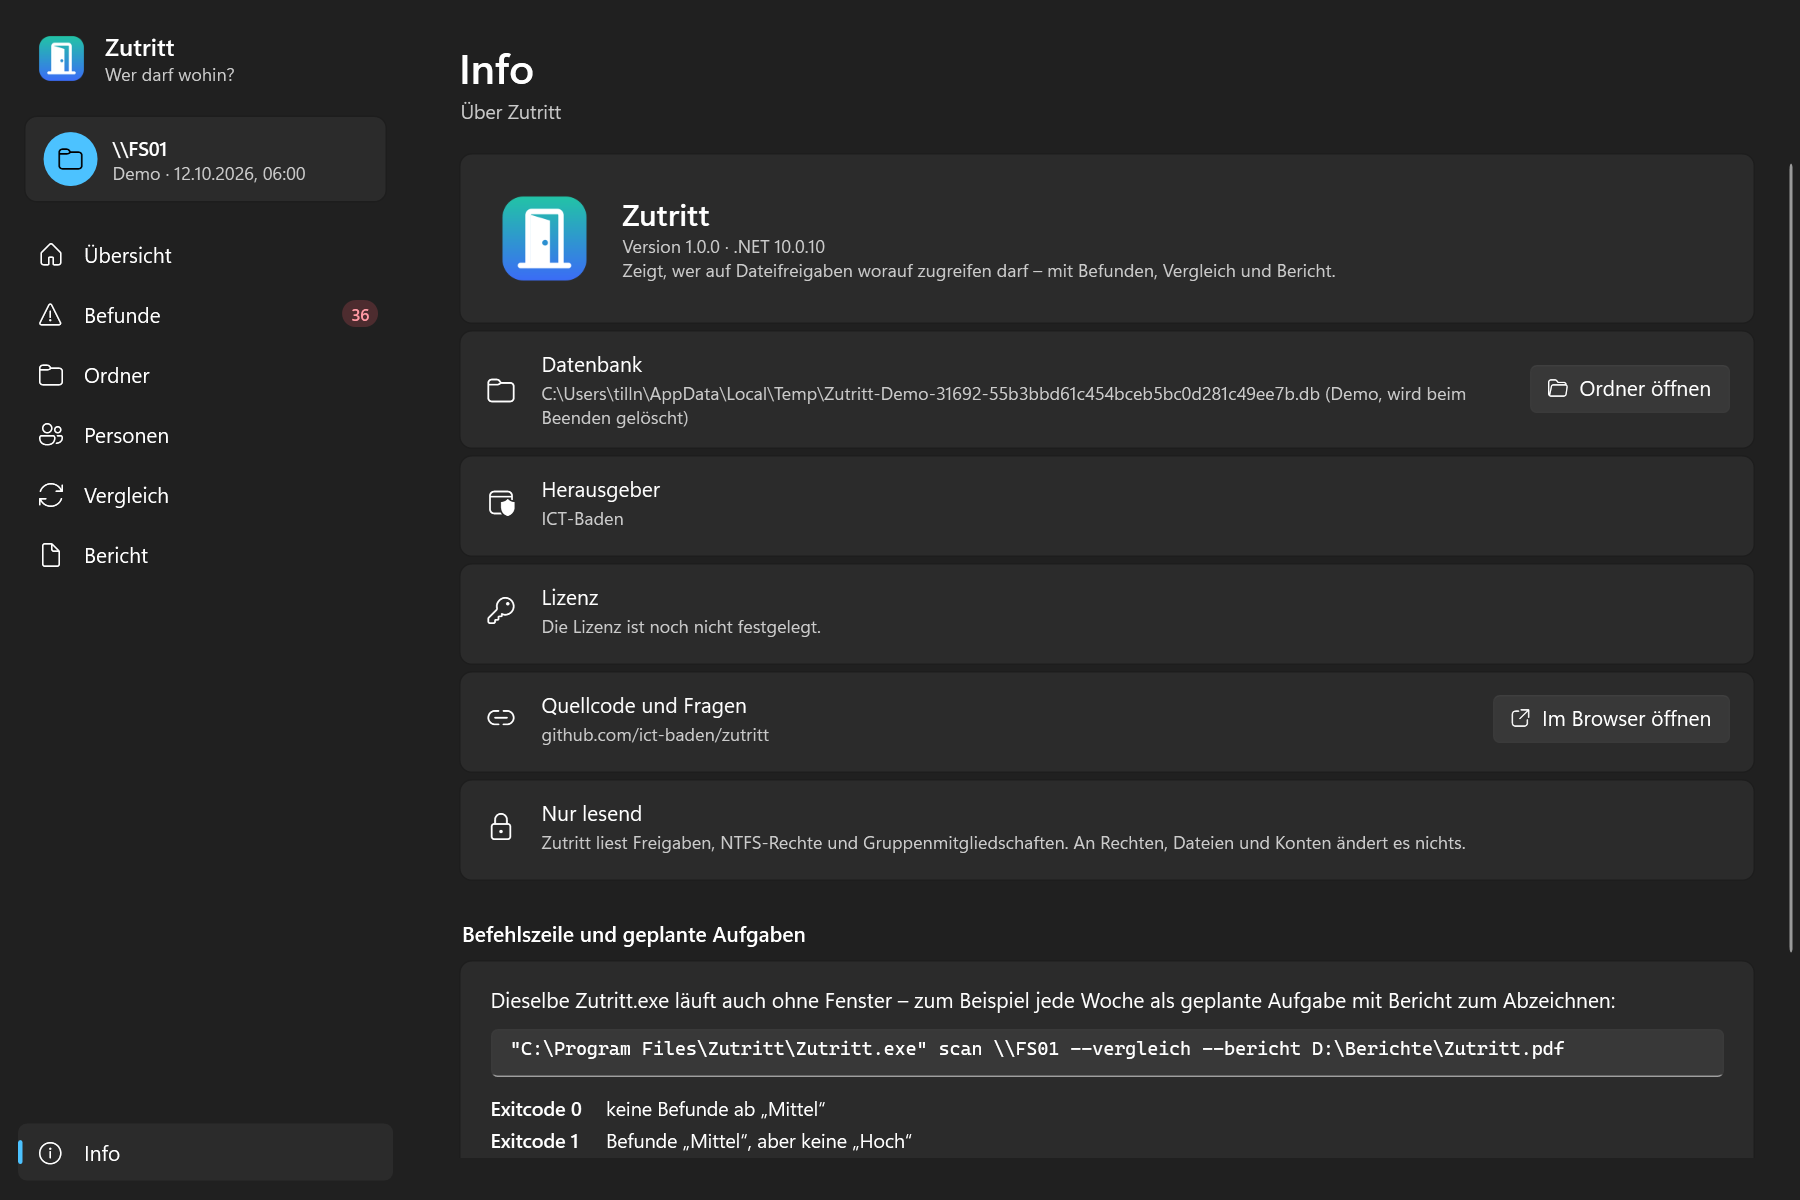 Zutritt
Wer darf wohin?
\\FS01
Demo · 12.10.2026, 06:00
Übersicht
Befunde
36
Ordner
Personen
Vergleich
Bericht
Info
Info
Über Zutritt
Zutritt
Version 1.0.0 · .NET 10.0.10
Zeigt, wer auf Dateifreigaben worauf zugreifen darf – mit Befunden, Vergleich und Bericht.
Datenbank
C:\Users\tilln\AppData\Local\Temp\Zutritt-Demo-31692-55b3bbd61c454bceb5bc0d281c49ee7b.db (Demo, wird beim
Beenden gelöscht)
Ordner öffnen
Herausgeber
ICT-Baden
Lizenz
Die Lizenz ist noch nicht festgelegt.
Quellcode und Fragen
github.com/ict-baden/zutritt
Im Browser öffnen
Nur lesend
Zutritt liest Freigaben, NTFS-Rechte und Gruppenmitgliedschaften. An Rechten, Dateien und Konten ändert es nichts.
Befehlszeile und geplante Aufgaben
Dieselbe Zutritt.exe läuft auch ohne Fenster – zum Beispiel jede Woche als geplante Aufgabe mit Bericht zum Abzeichnen:
"C:\Program Files\Zutritt\Zutritt.exe" scan \\FS01 --vergleich --bericht D:\Berichte\Zutritt.pdf
Exitcode 0 keine Befunde ab „Mittel“
Exitcode 1 Befunde „Mittel“, aber keine „Hoch“